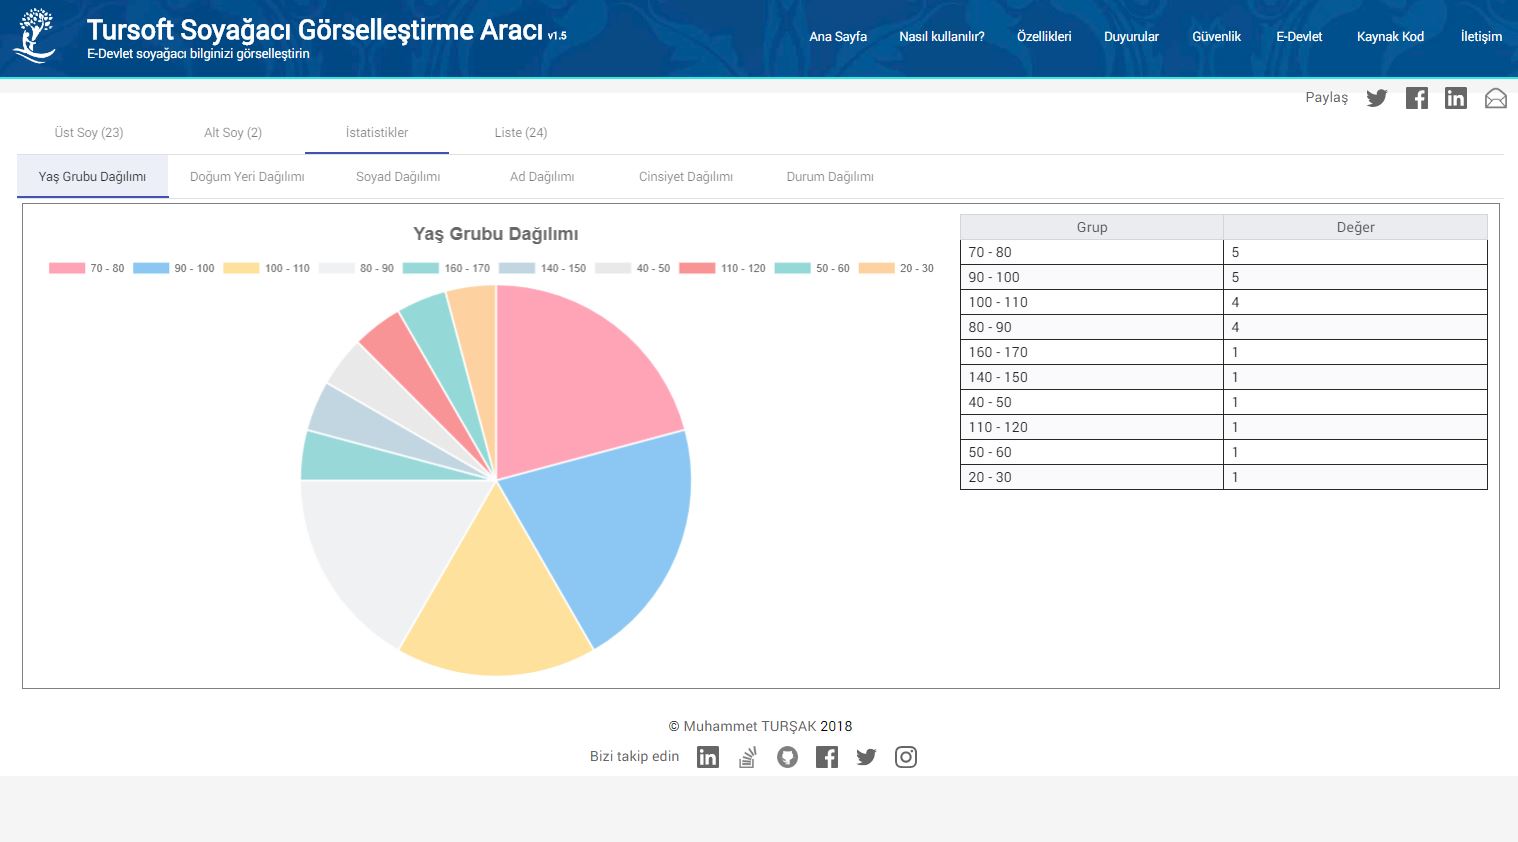 Tursoft Soyağacı Görselleştirme Aracı v1.5
E-Devlet soyağacı bilginizi görselleştirin
Ana Sayfa Nasıl kullanılır? Özellikleri Duyurular Güvenlik E-Devlet Kaynak Kod İletişim
Paylaş
Üst Soy (23) Alt Soy (2) İstatistikler Liste (24)
Yaş Grubu Dağılımı Doğum Yeri Dağılımı Soyad Dağılımı Ad Dağılımı Cinsiyet Dağılımı Durum Dağılımı
Yaş Grubu Dağılımı
70 - 80 90 - 100 100 - 110 80 - 90 160 - 170 140 - 150 40 - 50 110 - 120 50 - 60 20 - 30
Grup Değer
70 - 80 5
90 - 100 5
100 - 110 4
80 - 90 4
160 - 170 1
140 - 150 1
40 - 50 1
110 - 120 1
50 - 60 1
20 - 30 1
© Muhammet TURŞAK 2018
Bizi takip edin